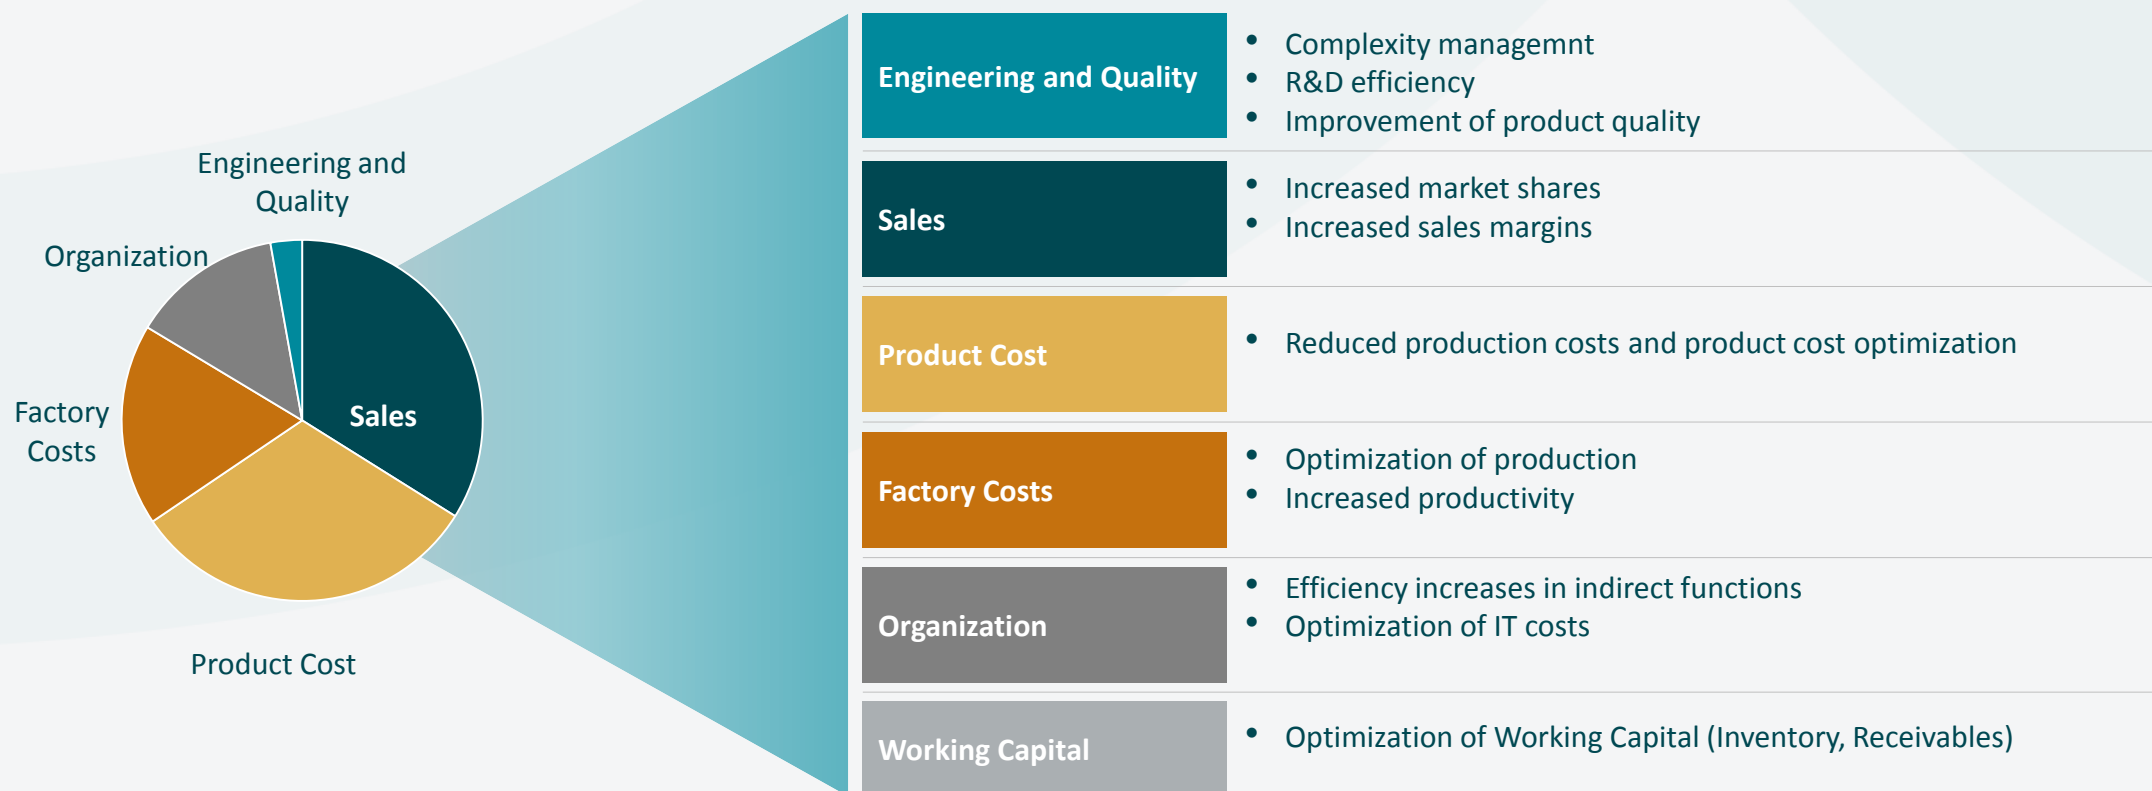 Engineering and
Quality
Organization
Factory
Costs
Sales
Product Cost
Engineering and Quality
• Complexity managemnt
• R&D efficiency
• Improvement of product quality
Sales
• Increased market shares
• Increased sales margins
Product Cost
• Reduced production costs and product cost optimization
Factory Costs
• Optimization of production
• Increased productivity
Organization
• Efficiency increases in indirect functions
• Optimization of IT costs
Working Capital
• Optimization of Working Capital (Inventory, Receivables)